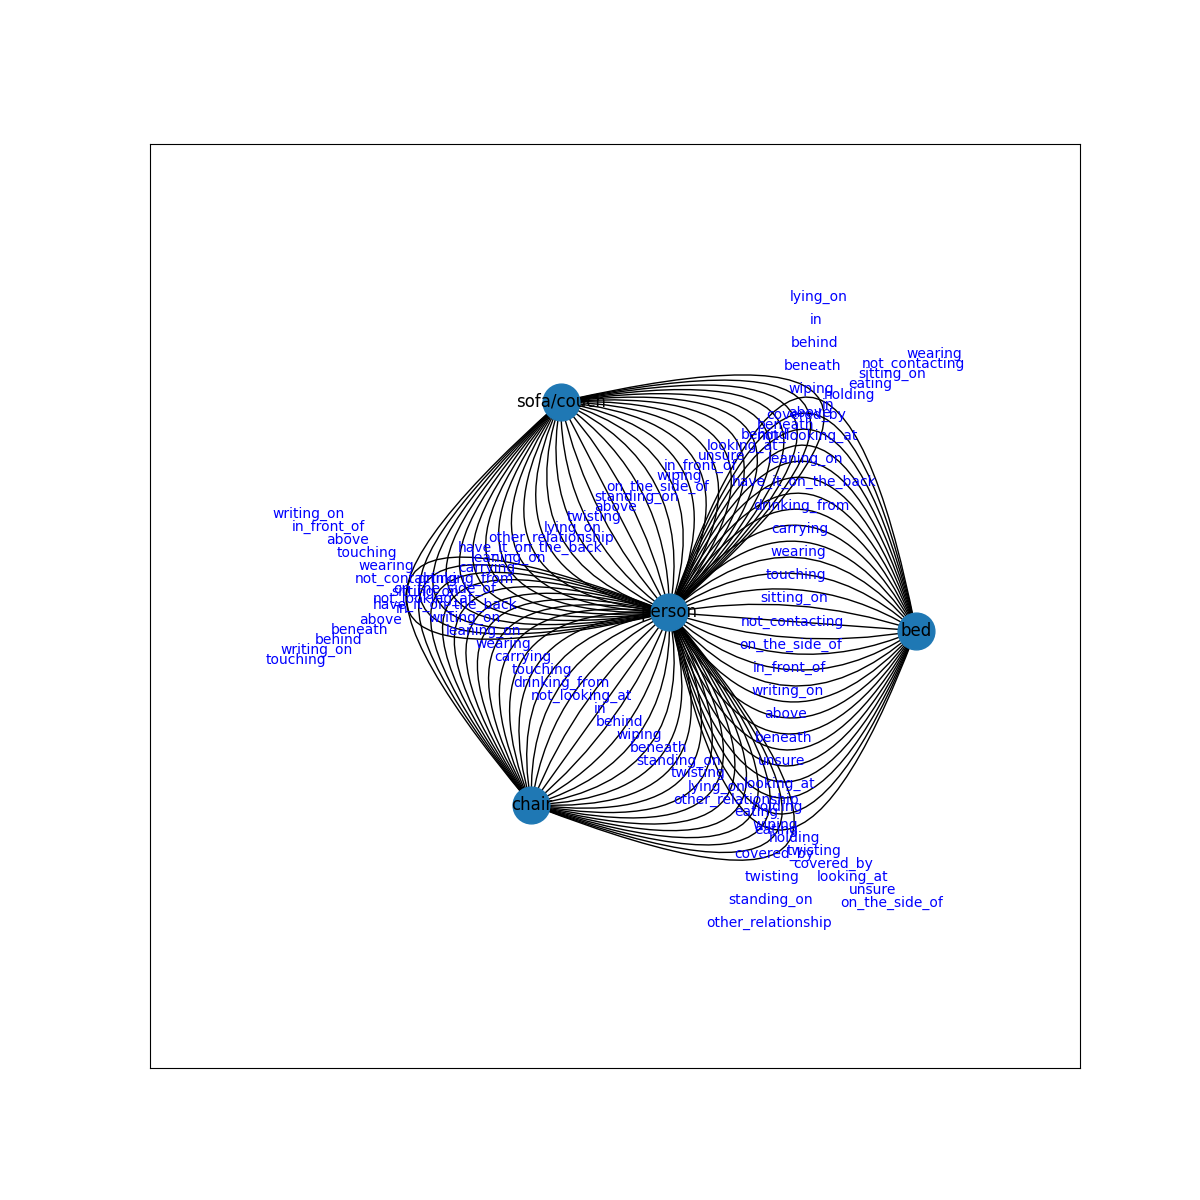 lying_on
in
behind
wearing
not_contacting
beneath
sitting_on
eating
wiping
holding
sofa/couch
in
above
covered_by
beneath
behind
not_looking_at
looking_at
unsure
leaning_on
in_front_of
wiping
have_it_on_the_back
on_the_side_of
standing_on
above
drinking_from
writing_on
twisting
in_front_of
lying_on
carrying
above
other_relationship
have_it_on_the_back
touching
wearing
leaning_on
wearing
carrying
touching
not_contacting
drinking_from
on_the_side_of
sitting_on
not_looking_at
sitting_on
have_it_on_the_back
in
person
above
writing_on
not_contacting
beneath
leaning_on
bed
behind
wearing
on_the_side_of
writing_on
carrying
touching
touching
in_front_of
drinking_from
writing_on
not_looking_at
in
above
behind
wiping
beneath
beneath
standing_on
unsure
twisting
lying_on
looking_at
other_relationship
chair
holding
eating
wiping
eating
holding
twisting
covered_by
covered_by
twisting
looking_at
unsure
standing_on
on_the_side_of
other_relationship